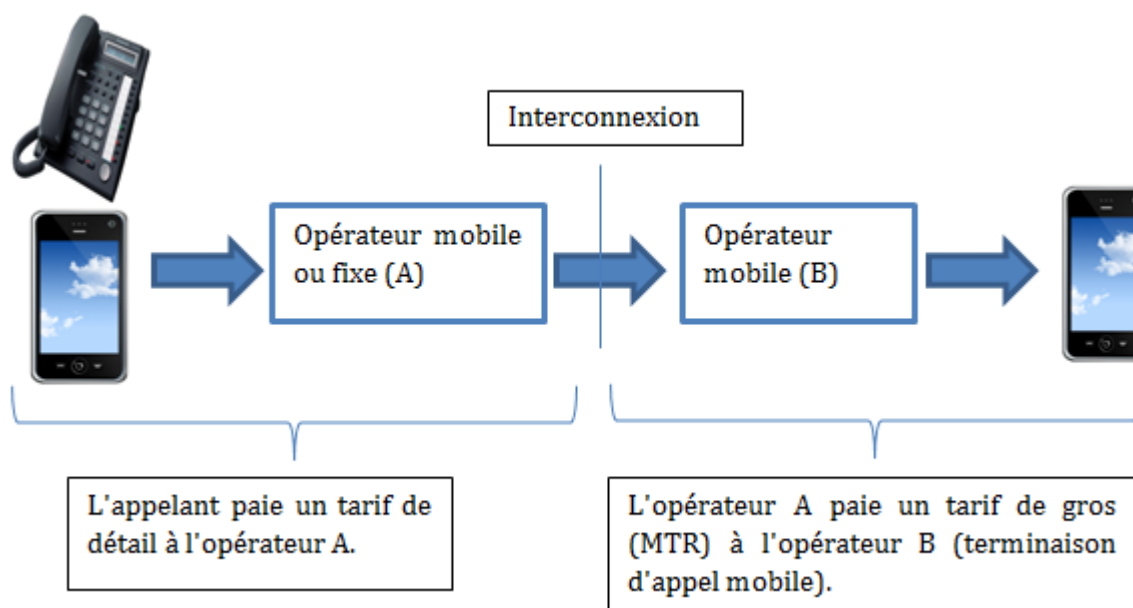 Interconnexion
Opérateur mobile
ou fixe (A)
Opérateur
mobile (B)
L'appelant paie un tarif de
détail à l'opérateur A.
L'opérateur A paie un tarif de gros
(MTR) à l'opérateur B (terminaison
d'appel mobile).